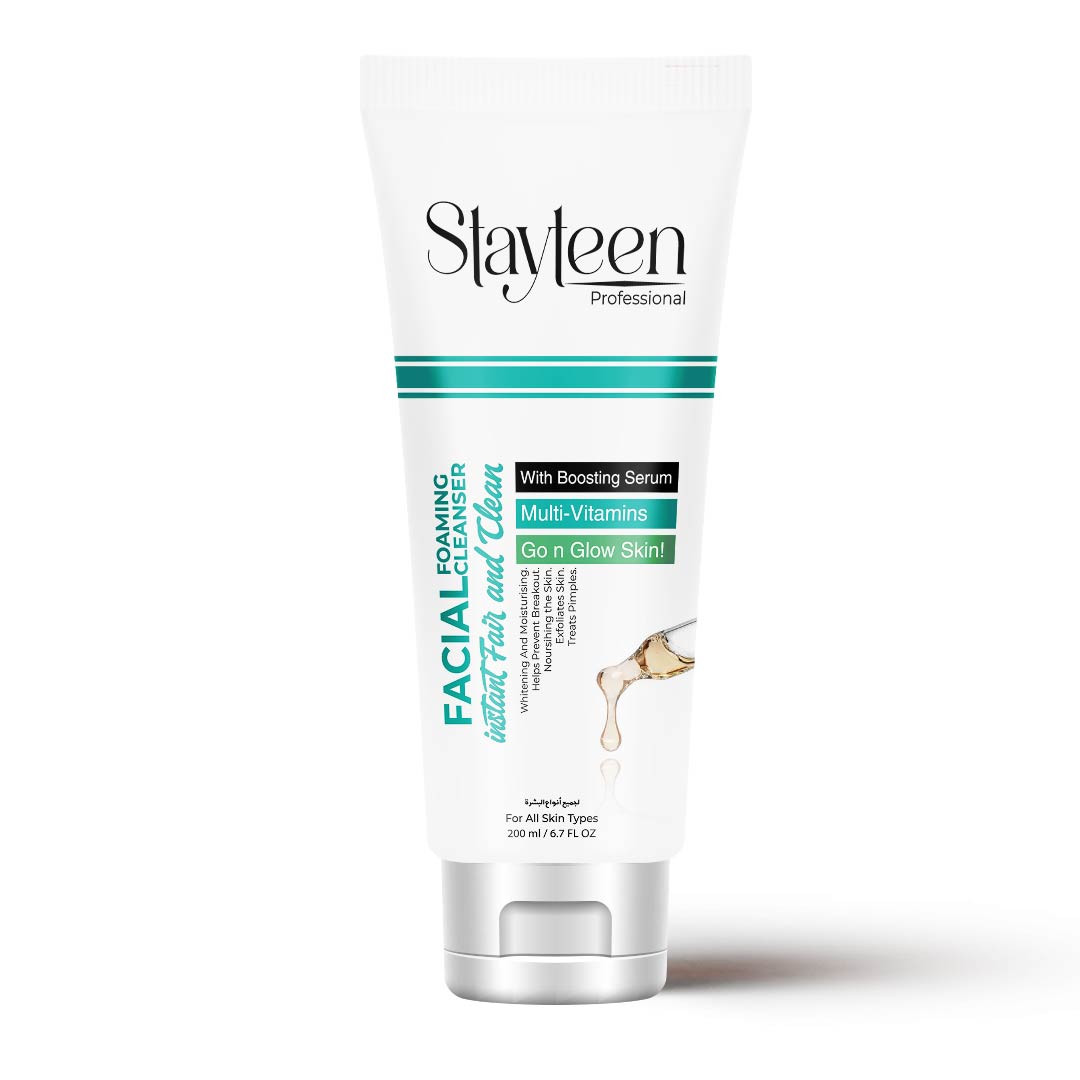 Stayteen
Professional
FACIAL
FOAMING
CLEANSER
instant Fair and Clean
With Boosting Serum
Multi-Vitamins
Go n Glow Skin!
Whitening And Moisturising.
Helps Prevent Breakout.
Noursihing the Skin.
Exfoliates Skin.
Treats Pimples.
لجميع أنواع البشرة
For All Skin Types
200 ml / 6.7 FL OZ